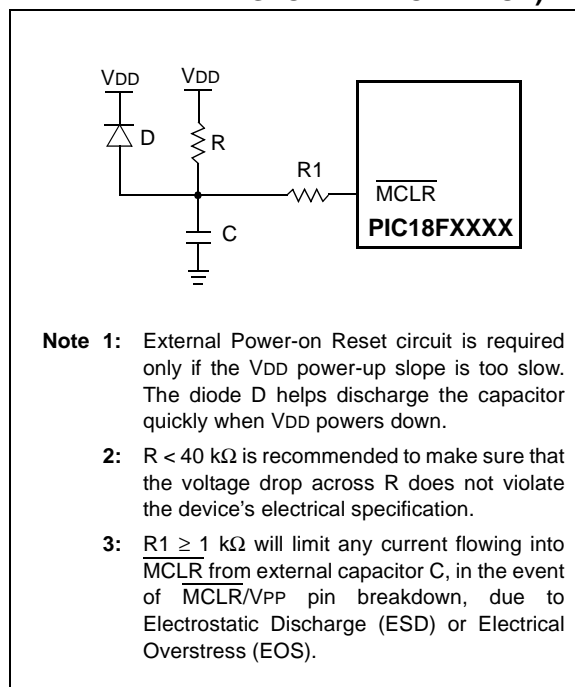 VDD VDD
D
R
R1
MCLR
PIC18FXXXX
C
Note 1: External Power-on Reset circuit is required
only if the VDD power-up slope is too slow.
The diode D helps discharge the capacitor
quickly when VDD powers down.
2: R < 40 kΩ is recommended to make sure that
the voltage drop across R does not violate
the device's electrical specification.
3: R1 ≥ 1 kΩ will limit any current flowing into
MCLR from external capacitor C, in the event
of MCLR/VPP pin breakdown, due to
Electrostatic Discharge (ESD) or Electrical
Overstress (EOS).